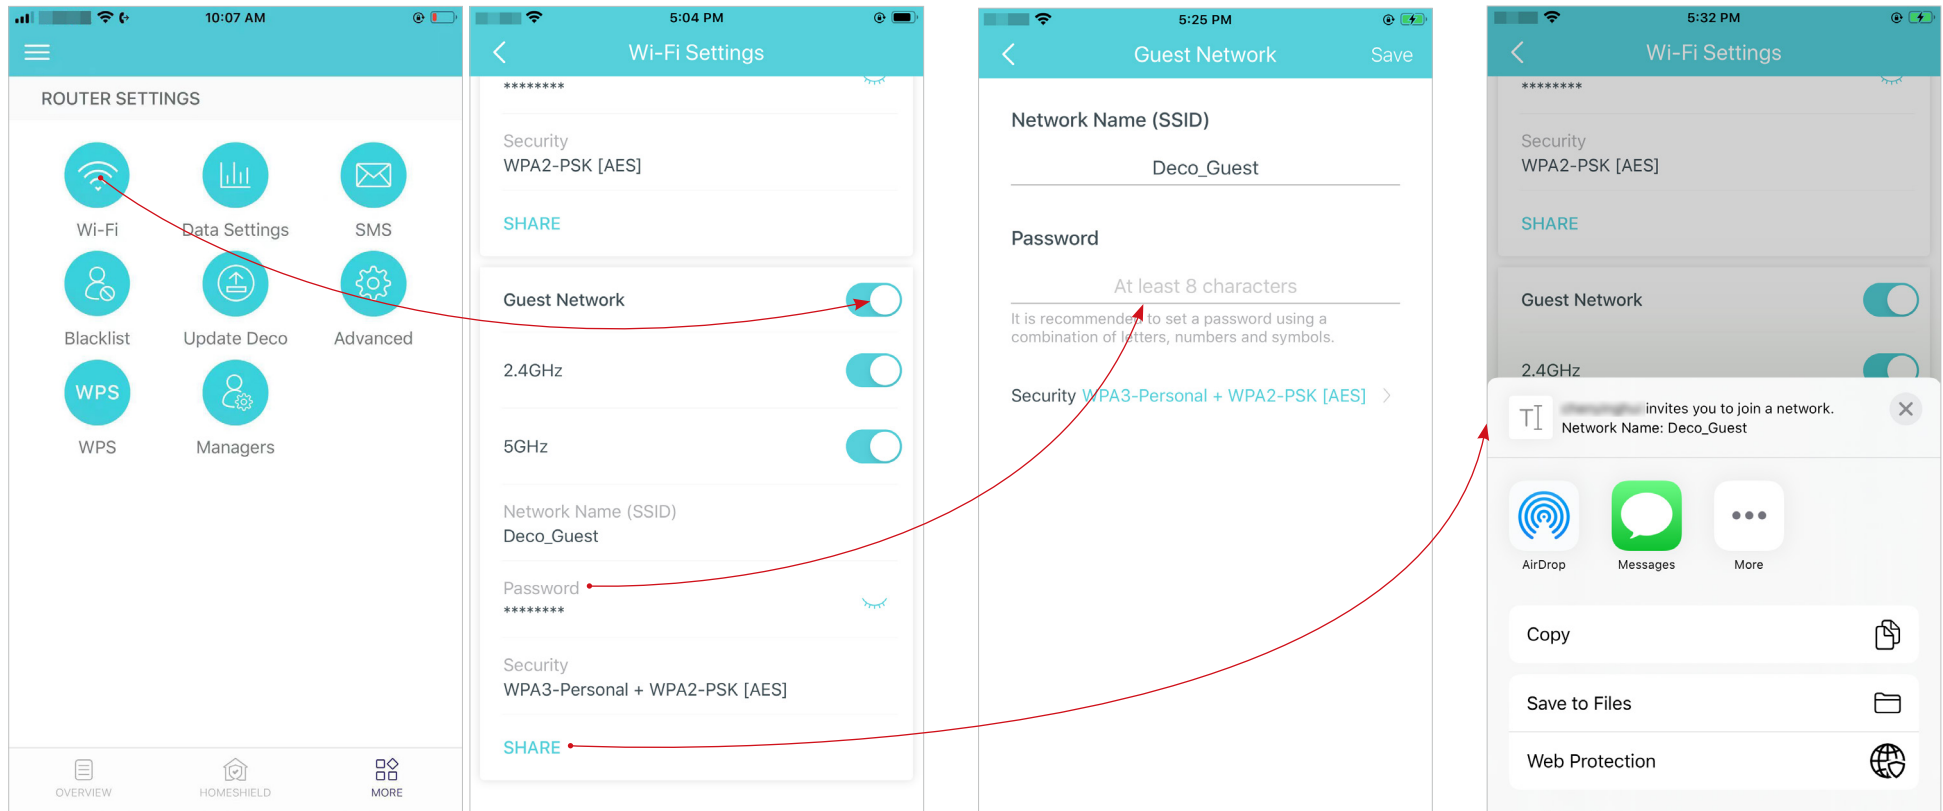 10:07 AM
ROUTER SETTINGS
Wi-Fi
Data Settings
SMS
Blacklist
Update Deco
Advanced
WPS
WPS
Managers
OVERVIEW
HOMESHIELD
MORE
5:04 PM
Wi-Fi Settings
********
Security
WPA2-PSK [AES]
SHARE
Guest Network
2.4GHz
5GHz
Network Name (SSID)
Deco_Guest
Password
********
Security
WPA3-Personal + WPA2-PSK [AES]
SHARE
5:25 PM
Guest Network
Save
Network Name (SSID)
Deco_Guest
Password
At least 8 characters
It is recommended to set a password using a
combination of letters, numbers and symbols.
Security WPA3-Personal + WPA2-PSK [AES]
5:32 PM
Wi-Fi Settings
********
Security
WPA2-PSK [AES]
SHARE
Guest Network
2.4GHz
invites you to join a network.
Network Name: Deco_Guest
AirDrop
Messages
More
Copy
Save to Files
Web Protection